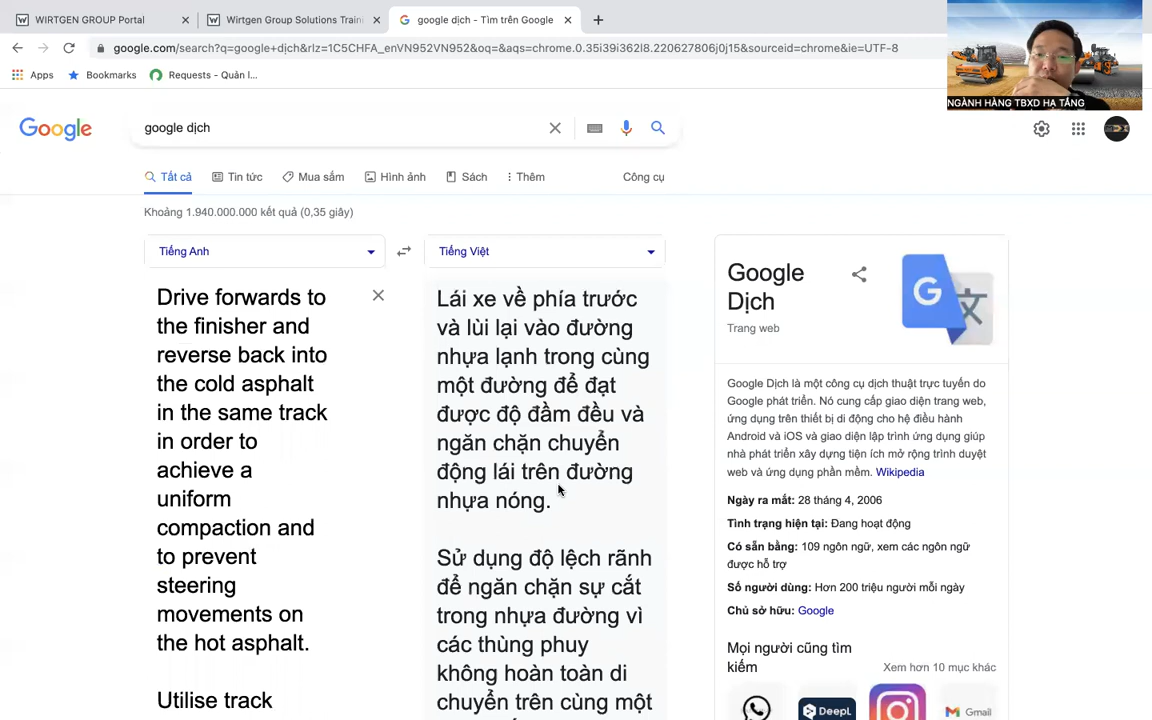 WIRTGEN GROUP Portal
Wirtgen Group Solutions Traini
google dịch - Tìm trên Google
google.com/search?q=google+dịch&rlz=1C5CHFA_enVN952VN952&oq=&aqs=chrome.0.35i39i362l8.220627806j0j15&sourceid=chrome&ie=UTF-8
Apps
Bookmarks
Requests - Quản l...
NGÀNH HÀNG TBXD HẠ TẦNG
Google
google dịch
Tất cả
Tin tức
Mua sắm
Hình ảnh
Sách
Thêm
Công cụ
Khoảng 1.940.000.000 kết quả (0,35 giây)
Tiếng Anh
Tiếng Việt
Drive forwards to
the finisher and
reverse back into
the cold asphalt
in the same track
in order to
achieve a
uniform
compaction and
to prevent
steering
movements on
the hot asphalt.
Utilise track
Lái xe về phía trước
và lùi lại vào đường
nhựa lạnh trong cùng
một đường để đạt
được độ đầm đều và
ngăn chặn chuyển
động lái trên đường
nhựa nóng.
Sử dụng độ lệch rãnh
để ngăn chặn sự cắt
trong nhựa đường vì
các thùng phuy
không hoàn toàn di
chuyển trên cùng một
Google
Dịch
Trang web
G
文
Google Dịch là một công cụ dịch thuật trực tuyến do
Google phát triển. Nó cung cấp giao diện trang web,
ứng dụng trên thiết bị di động cho hệ điều hành
Android và iOS và giao diện lập trình ứng dụng giúp
nhà phát triển xây dựng tiện ích mở rộng trình duyệt
web và ứng dụng phần mềm. Wikipedia
Ngày ra mắt: 28 tháng 4, 2006
Tình trạng hiện tại: Đang hoạt động
Có sẵn bằng: 109 ngôn ngữ, xem các ngôn ngữ
được hỗ trợ
Số người dùng: Hơn 200 triệu người mỗi ngày
Chủ sở hữu: Google
Mọi người cũng tìm
kiếm
Xem hơn 10 mục khác
DeepL
Gmail